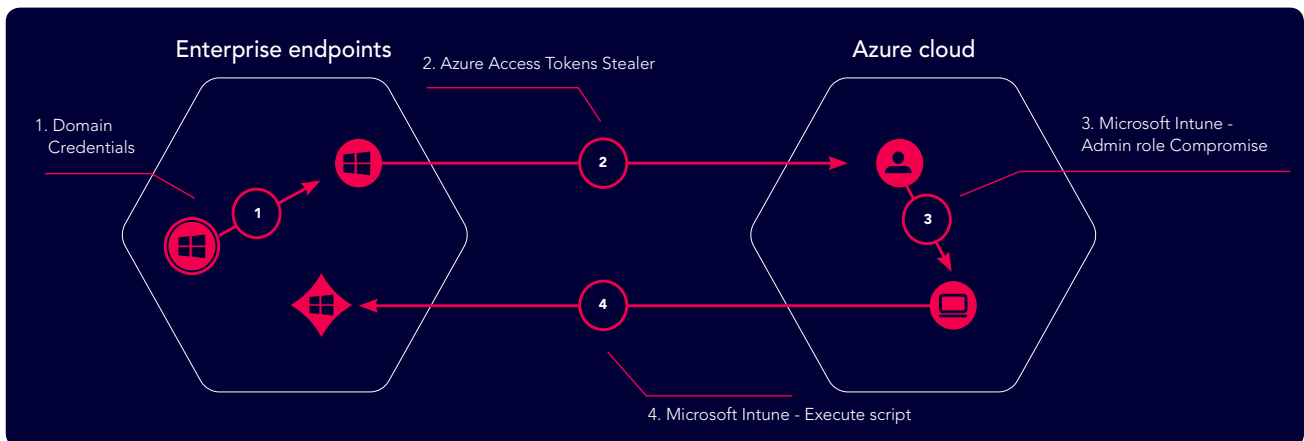 Enterprise endpoints
Azure cloud
2. Azure Access Tokens Stealer
1. Domain
Credentials
3. Microsoft Intune -
Admin role Compromise
2
1
3
4
4. Microsoft Intune - Execute script